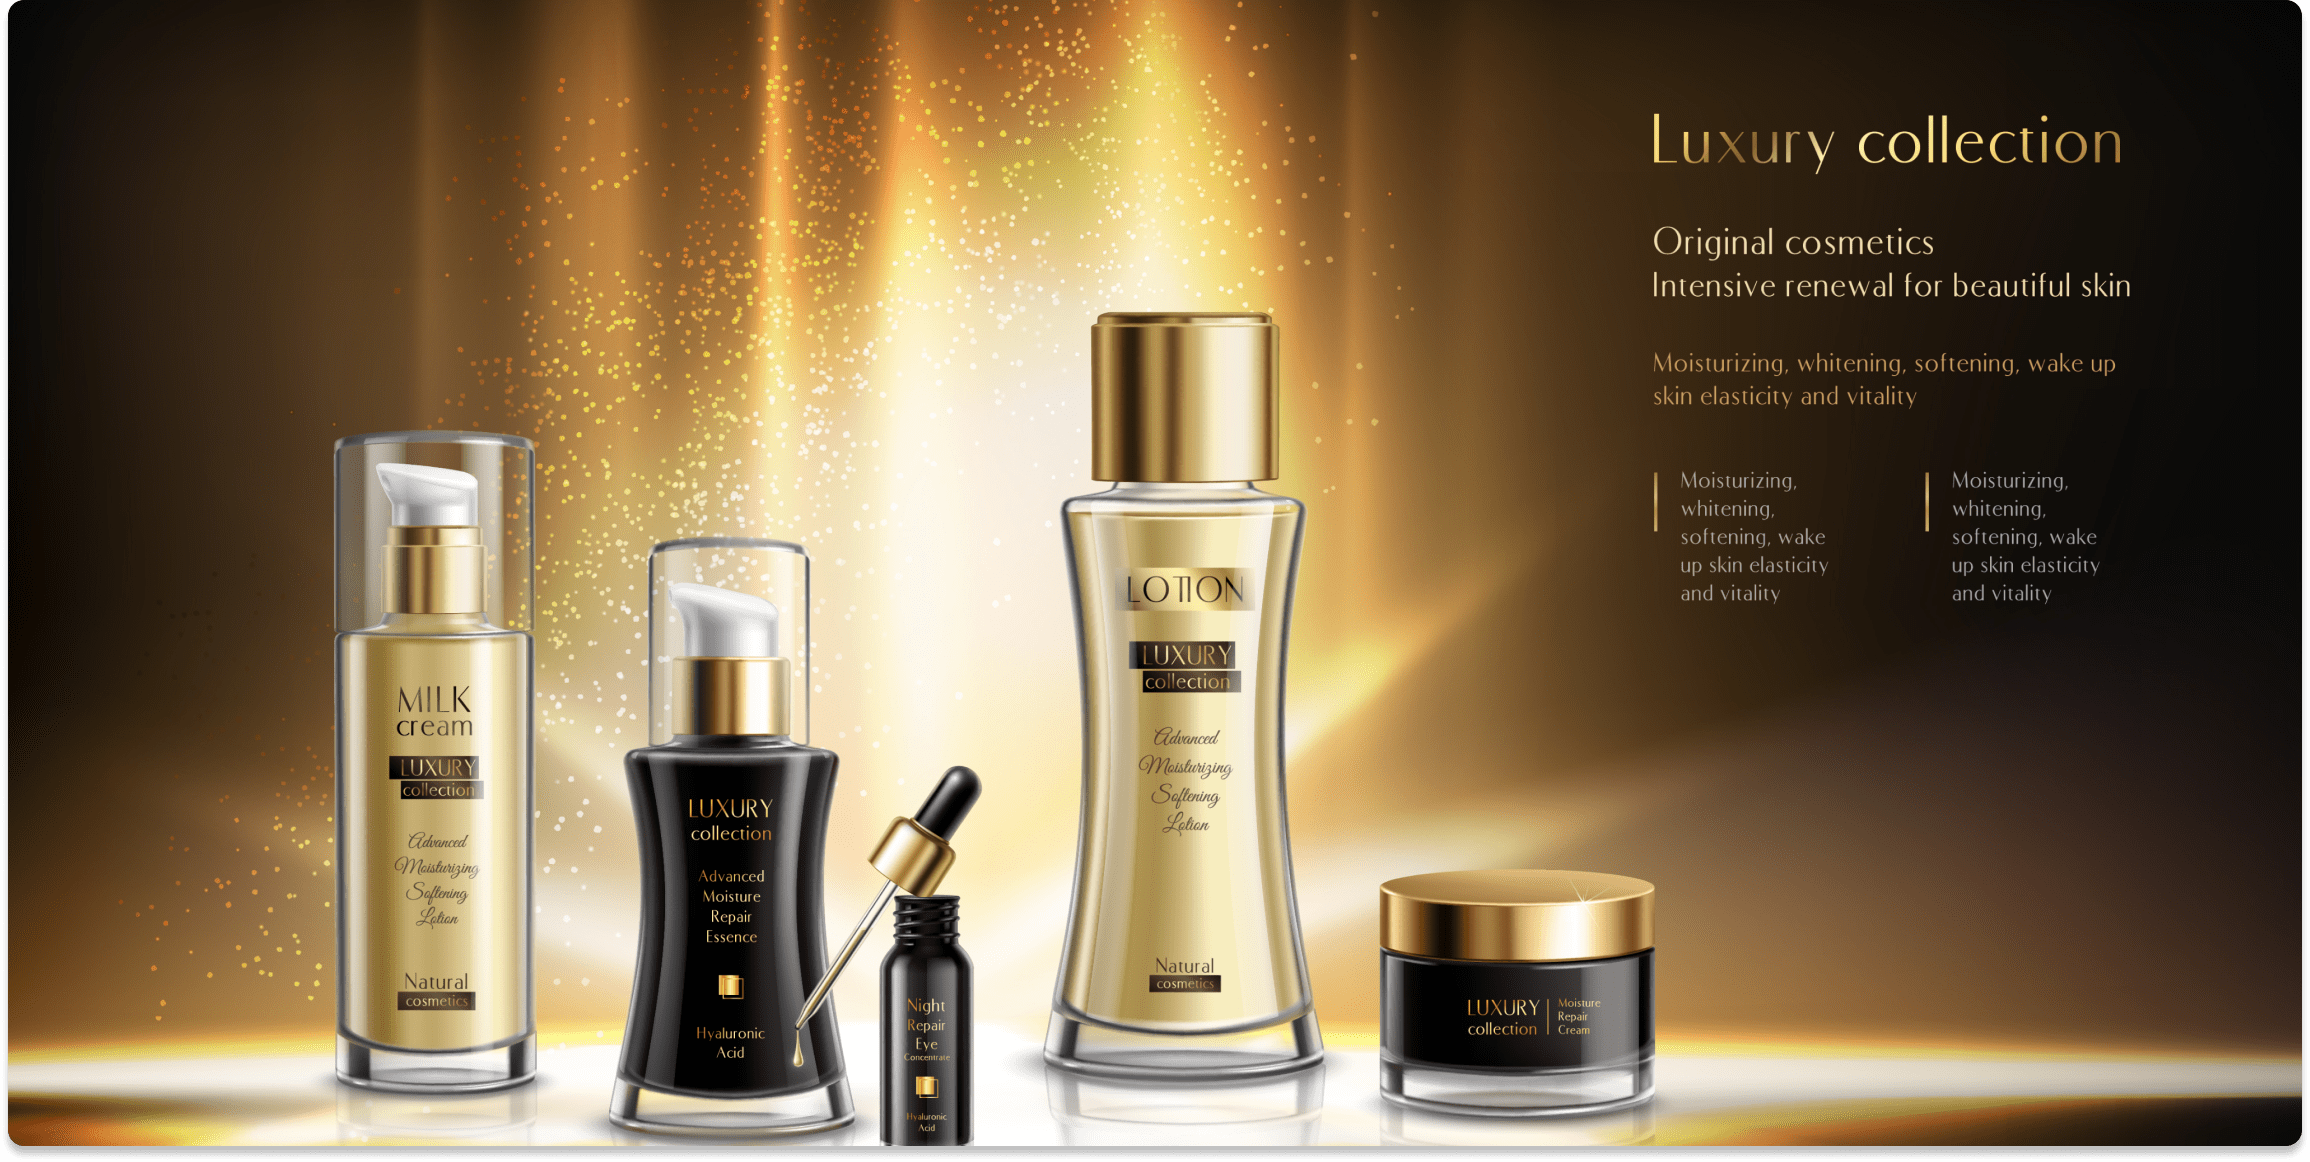 Luxury collection
Original cosmetics
Intensive renewal for beautiful skin
Moisturizing, whitening, softening, wake up
skin elasticity and vitality
Moisturizing,
whitening,
softening, wake
up skin elasticity
and vitality
Moisturizing,
whitening,
softening, wake
up skin elasticity
and vitality
MILK
cream
LUXURY
collection
Advanced
Moisturizing
Softening
Lotion
Natural
cosmetics
LUXURY
collection
Advanced
Moisture
Repair
Essence
Hyaluronic
Acid
Night
Repair
Eye
Concentrate
Hyaluronic
Acid
LOTION
LUXURY
collection
Advanced
Moisturizing
Softening
Lotion
Natural
cosmetics
LUXURY
collection
Moisture
Repair
Cream